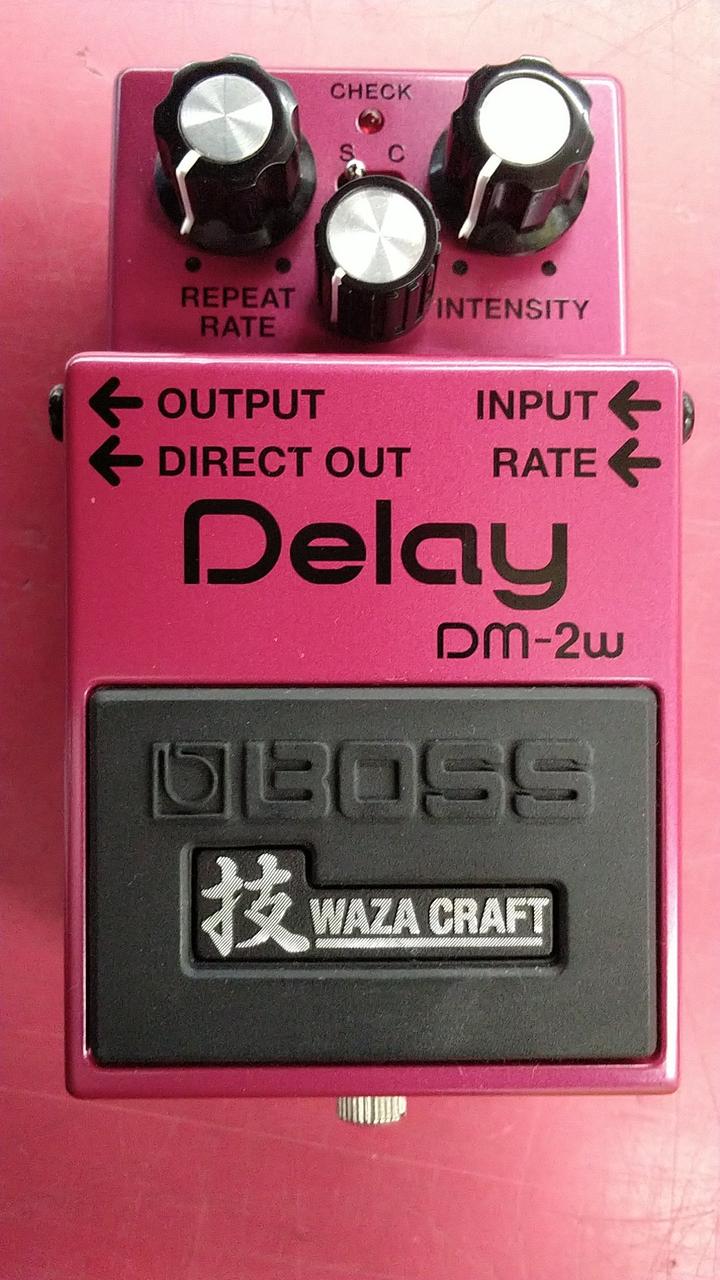 CHECK
S C
REPEAT RATE
INTENSITY
OUTPUT
INPUT
DIRECT OUT
RATE
Delay
DM-2w
BOSS
技 WAZA CRAFT